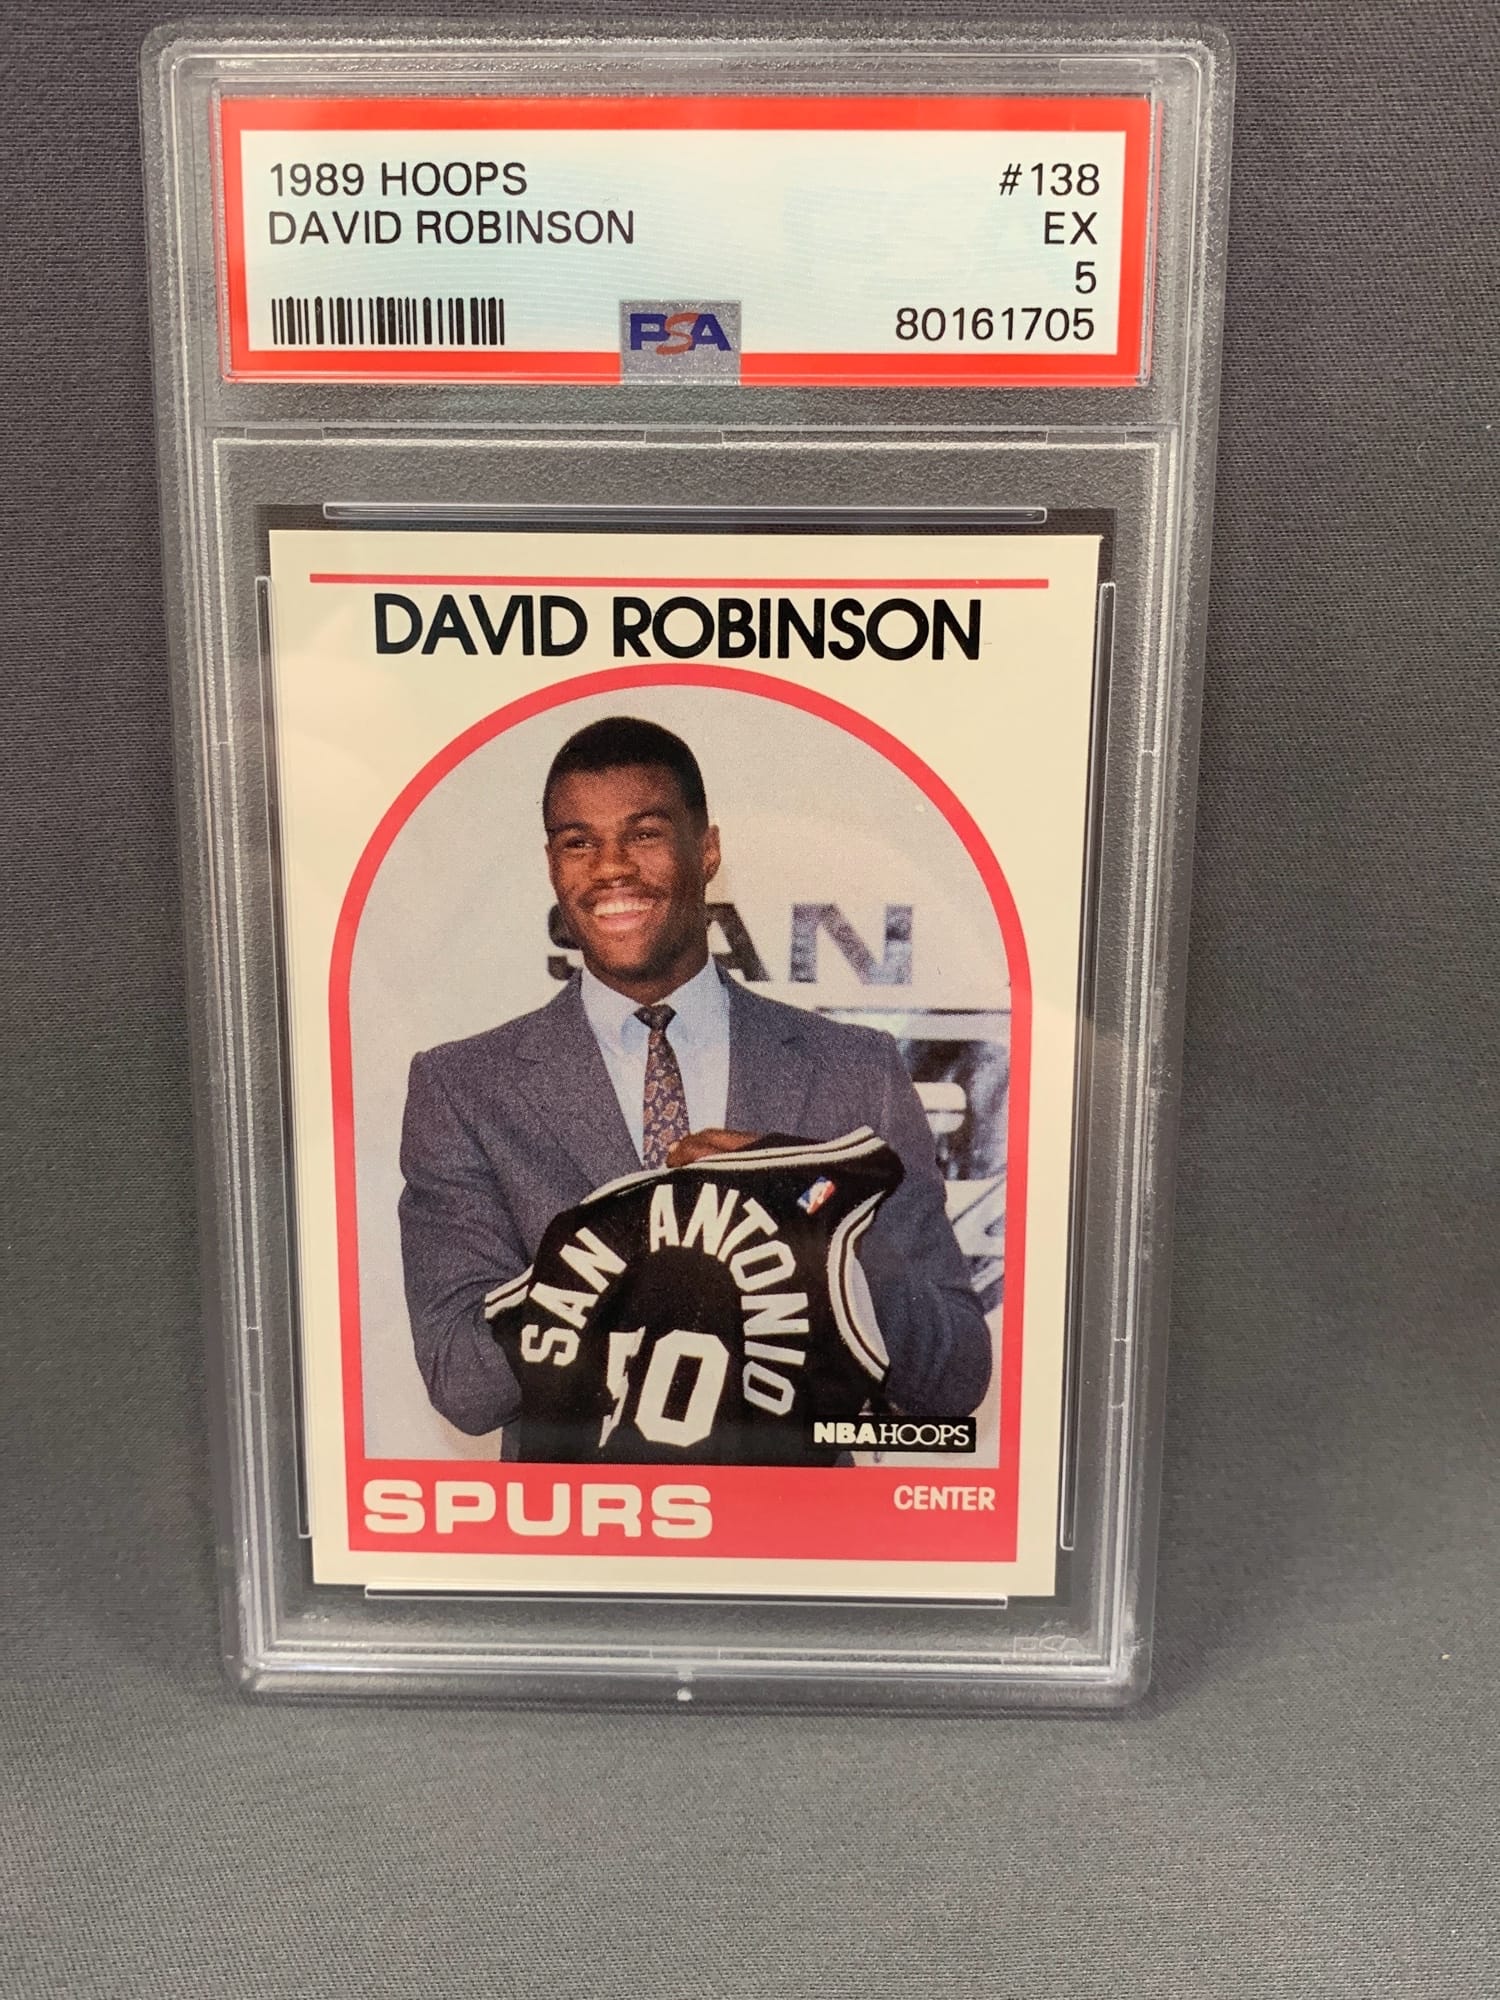 1989 HOOPS #138
DAVID ROBINSON EX
5
PSA 80161705
DAVID ROBINSON
SAN
SAN ANTONIO
50
NBA HOOPS
SPURS CENTER
PSA